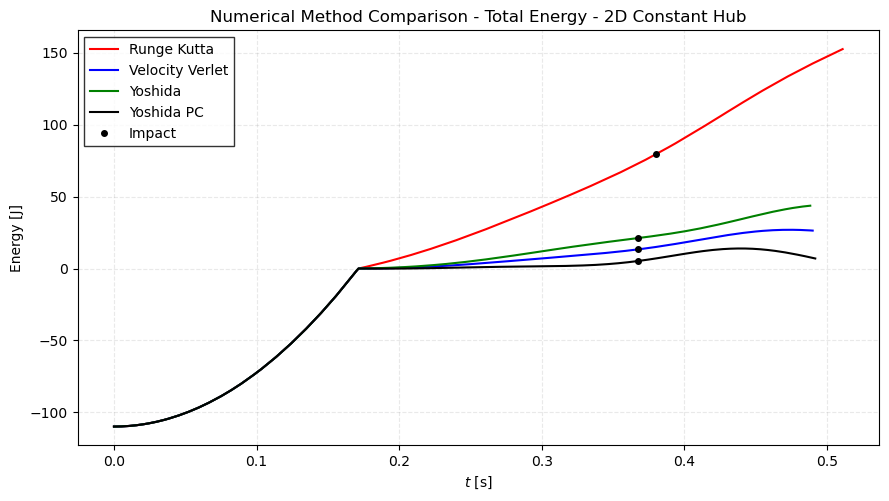 Numerical Method Comparison - Total Energy - 2D Constant Hub
Runge Kutta
Velocity Verlet
Yoshida
Yoshida PC
Impact
150
100
50
0
−50
−100
Energy [J]
0.0
0.1
0.2
0.3
0.4
0.5
t [s]